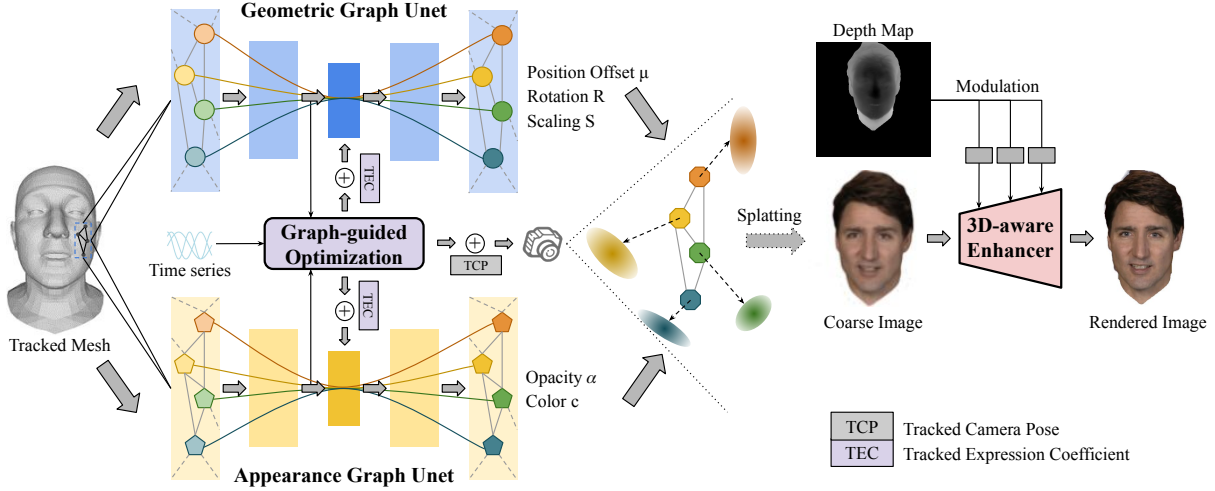 Geometric Graph Unet
Position Offset μ
Rotation R
Scaling S
Depth Map
Modulation
TEC
Graph-guided
Optimization
Time series
TCP
TEC
Splatting
3D-aware
Enhancer
Tracked Mesh
Coarse Image
Rendered Image
Opacity α
Color c
Appearance Graph Unet
TCP Tracked Camera Pose
TEC Tracked Expression Coefficient